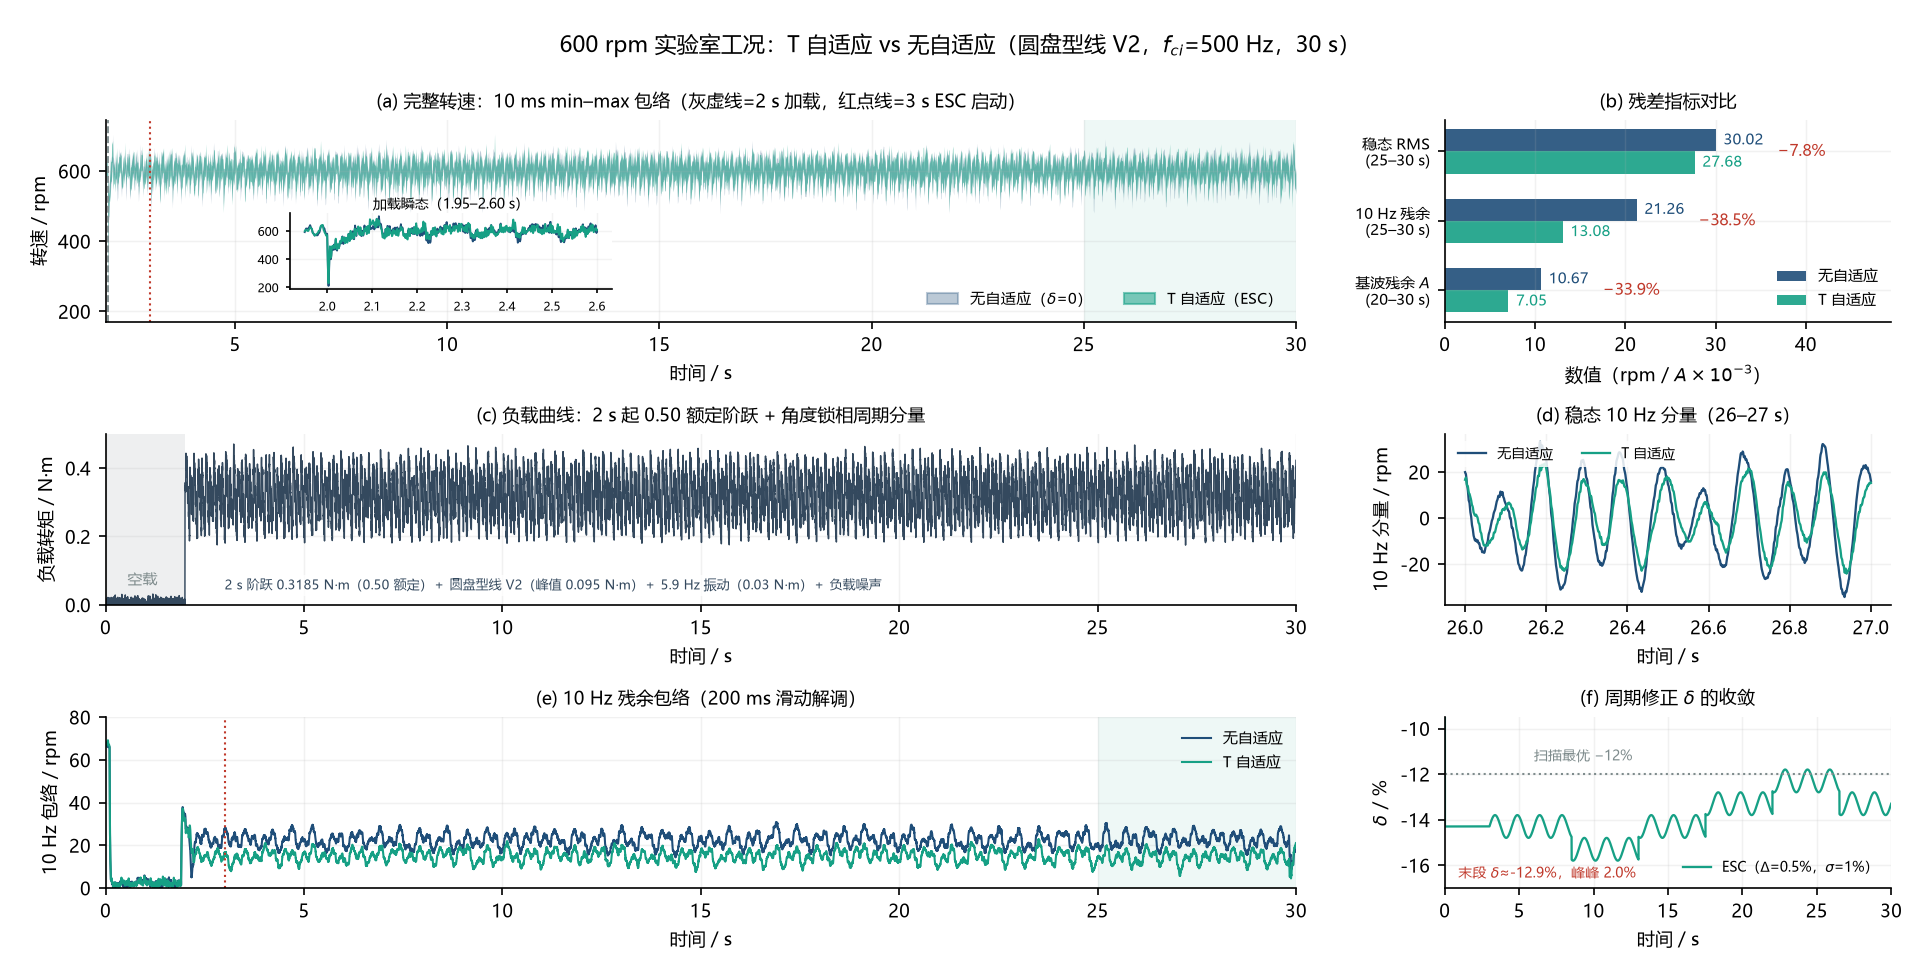 600 rpm 实验室工况：T 自适应 vs 无自适应（圆盘型线 V2，f_ci=500 Hz，30 s）
(a) 完整转速：10 ms min–max 包络（灰虚线=2 s 加载，红点线=3 s ESC 启动）
转速 / rpm
600
400
200
加载瞬态（1.95–2.60 s）
600
400
200
2.0 2.1 2.2 2.3 2.4 2.5 2.6
无自适应（δ=0） T 自适应（ESC）
5 10 15 20 25 30
时间 / s
(b) 残差指标对比
稳态 RMS
(25–30 s)
30.02
27.68
−7.8%
10 Hz 残余
(25–30 s)
21.26
13.08
−38.5%
基波残余 A
(20–30 s)
10.67
7.05
−33.9%
无自适应
T 自适应
0 10 20 30 40
数值（rpm / A × 10⁻³）
(c) 负载曲线：2 s 起 0.50 额定阶跃 + 角度锁相周期分量
负载转矩 / N·m
0.4
0.2
0.0
空载
2 s 阶跃 0.3185 N·m（0.50 额定）+ 圆盘型线 V2（峰值 0.095 N·m）+ 5.9 Hz 振动（0.03 N·m）+ 负载噪声
0 5 10 15 20 25 30
时间 / s
(d) 稳态 10 Hz 分量（26–27 s）
10 Hz 分量 / rpm
无自适应 T 自适应
20
0
-20
26.0 26.2 26.4 26.6 26.8 27.0
时间 / s
(e) 10 Hz 残余包络（200 ms 滑动解调）
10 Hz 包络 / rpm
80
60
40
20
0
无自适应
T 自适应
0 5 10 15 20 25 30
时间 / s
(f) 周期修正 δ 的收敛
δ / %
-10
-12
-14
-16
扫描最优 −12%
ESC（Δ=0.5%，σ=1%）
末段 δ≈-12.9%，峰峰 2.0%
0 5 10 15 20 25 30
时间 / s